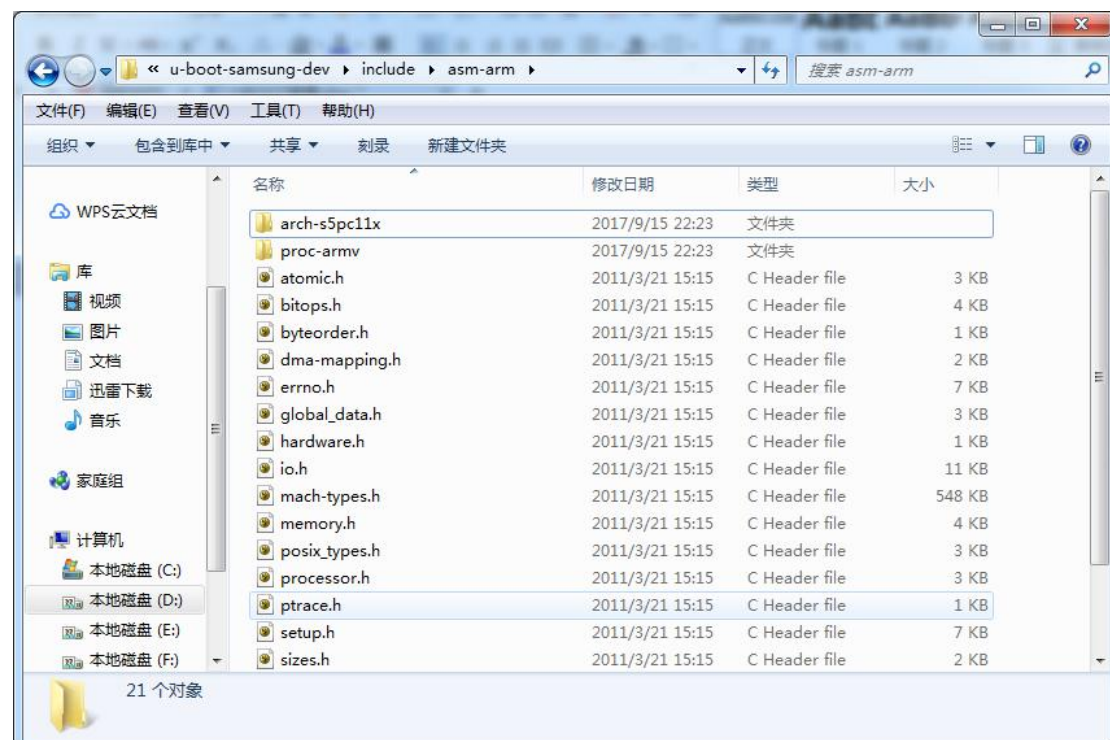 « u-boot-samsung-dev ▸ include ▸ asm-arm ▸ 搜索 asm-arm
文件(F) 编辑(E) 查看(V) 工具(T) 帮助(H)
组织 包含到库中 共享 刻录 新建文件夹
WPS云文档
库
视频
图片
文档
迅雷下载
音乐
家庭组
计算机
本地磁盘 (C:)
本地磁盘 (D:)
本地磁盘 (E:)
本地磁盘 (F:)
名称 修改日期 类型 大小
arch-s5pc11x 2017/9/15 22:23 文件夹
proc-armv 2017/9/15 22:23 文件夹
atomic.h 2011/3/21 15:15 C Header file 3 KB
bitops.h 2011/3/21 15:15 C Header file 4 KB
byteorder.h 2011/3/21 15:15 C Header file 1 KB
dma-mapping.h 2011/3/21 15:15 C Header file 2 KB
errno.h 2011/3/21 15:15 C Header file 7 KB
global_data.h 2011/3/21 15:15 C Header file 3 KB
hardware.h 2011/3/21 15:15 C Header file 1 KB
io.h 2011/3/21 15:15 C Header file 11 KB
mach-types.h 2011/3/21 15:15 C Header file 548 KB
memory.h 2011/3/21 15:15 C Header file 4 KB
posix_types.h 2011/3/21 15:15 C Header file 3 KB
processor.h 2011/3/21 15:15 C Header file 3 KB
ptrace.h 2011/3/21 15:15 C Header file 1 KB
setup.h 2011/3/21 15:15 C Header file 7 KB
sizes.h 2011/3/21 15:15 C Header file 2 KB
21 个对象